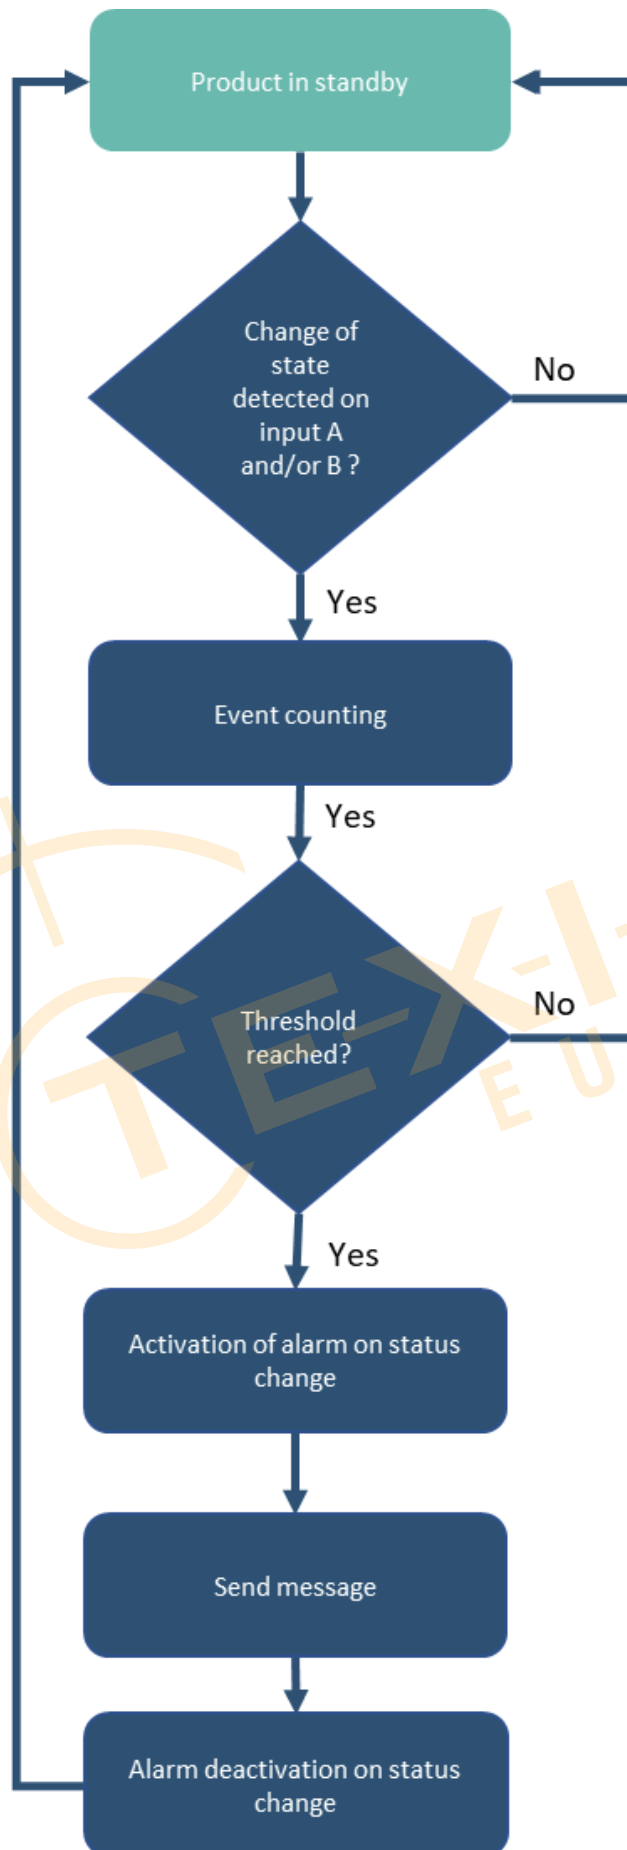 Product in standby
Change of
state
detected on
input A
and/or B ?
No
Yes
Event counting
Yes
Threshold
reached?
No
TE-X-
E U
Yes
Activation of alarm on status
change
Send message
Alarm deactivation on status
change